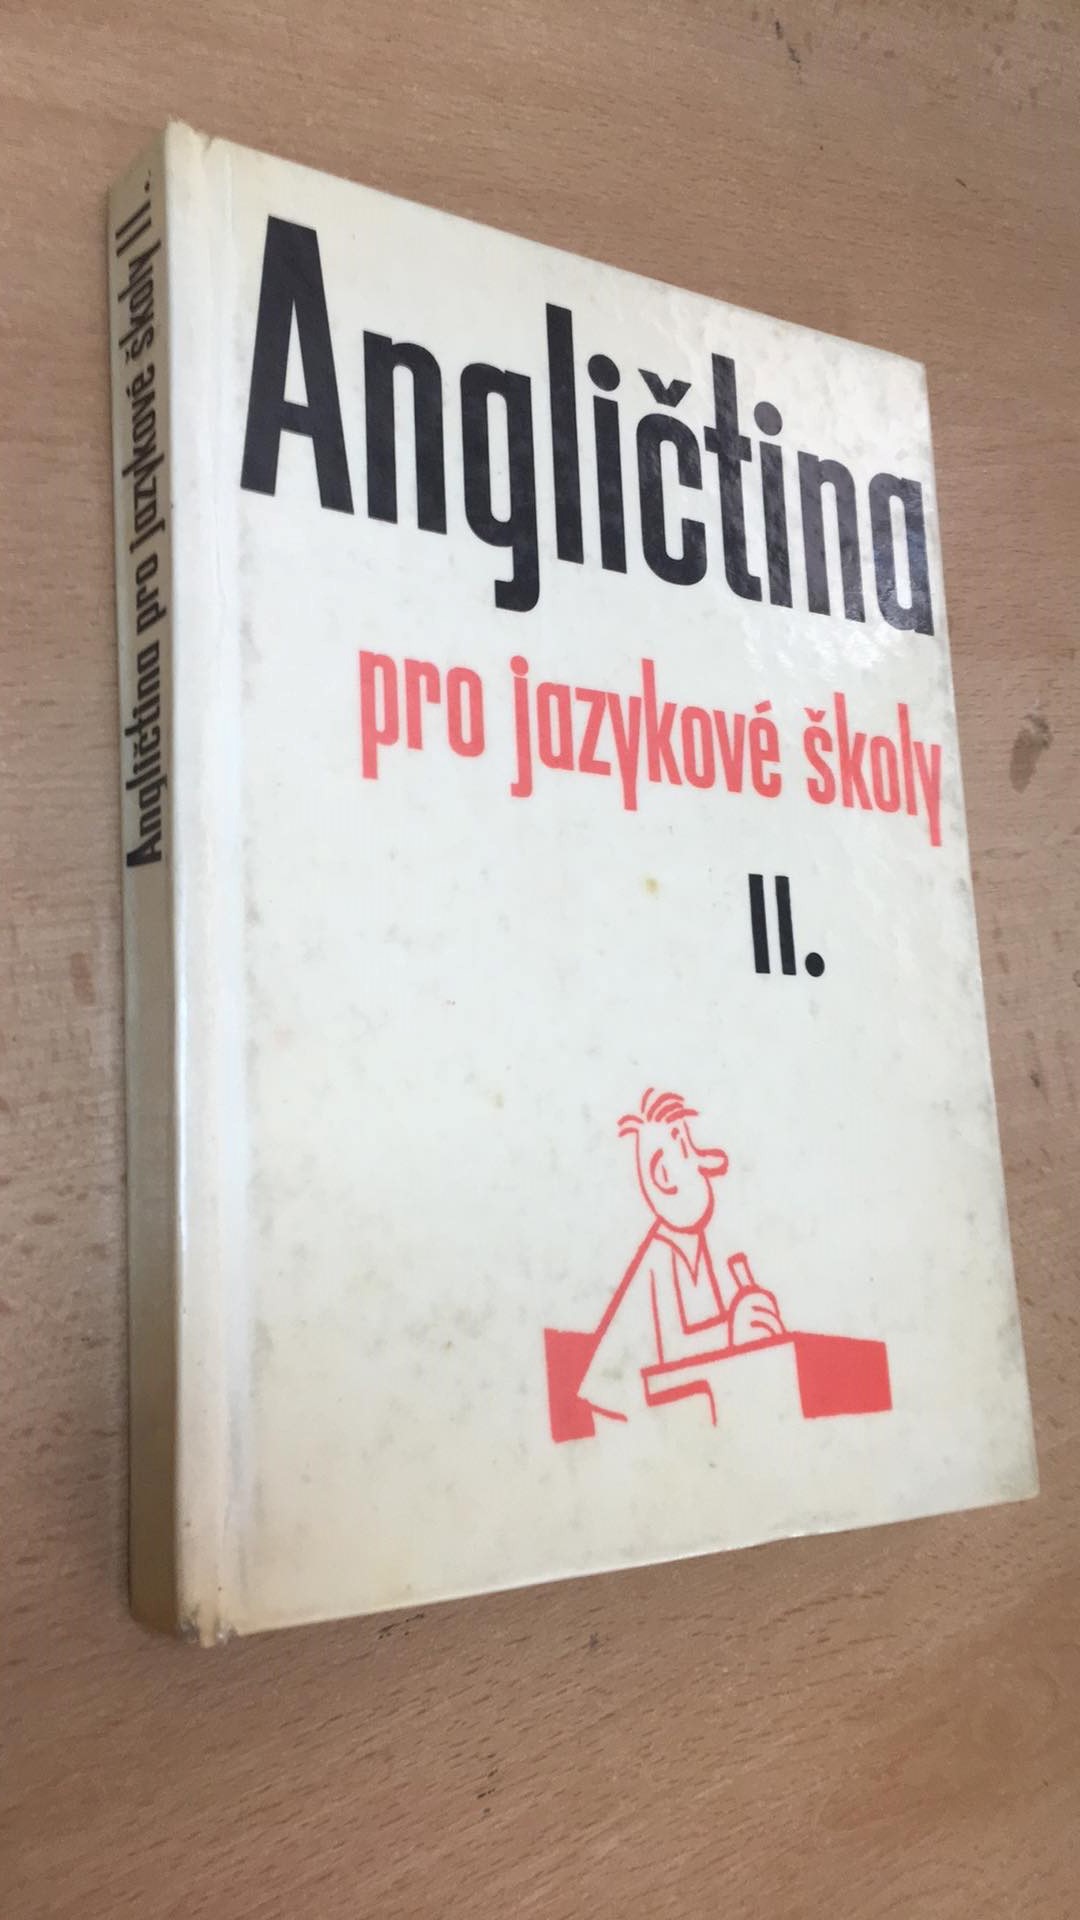 Angličtina pro jazykové školy II.
Angličtina
pro jazykové školy
II.